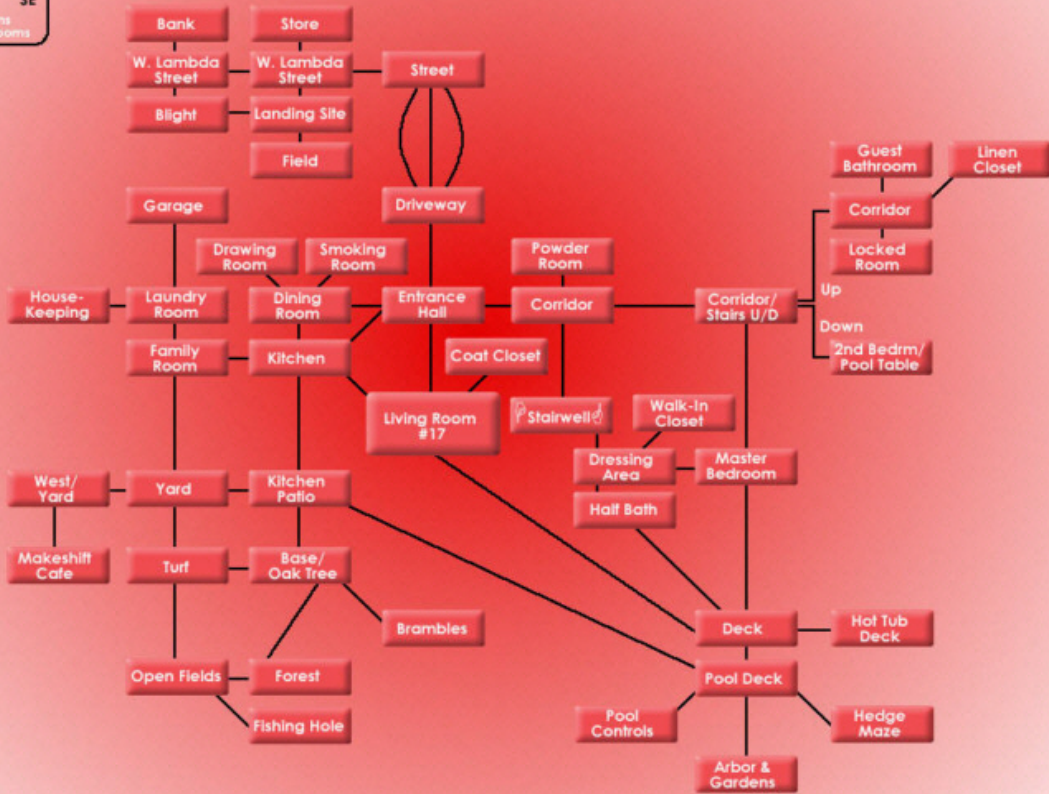 SE
ooms
Bank
Store
W. Lambda
Street
W. Lambda
Street
Street
Blight
Landing Site
Field
Guest
Bathroom
Linen
Closet
Garage
Driveway
Corridor
Drawing
Room
Smoking
Room
Powder
Room
Locked
Room
House-
Keeping
Laundry
Room
Dining
Room
Entrance
Hall
Corridor
Corridor/
Stairs U/D
Up
Down
Family
Room
Kitchen
Coat Closet
2nd Bedrm/
Pool Table
Living Room
#17
Stairwell
Walk-In
Closet
Dressing
Area
Master
Bedroom
West/
Yard
Yard
Kitchen
Patio
Half Bath
Makeshift
Cafe
Turf
Base/
Oak Tree
Brambles
Deck
Hot Tub
Deck
Open Fields
Forest
Pool Deck
Fishing Hole
Pool
Controls
Hedge
Maze
Arbor &
Gardens